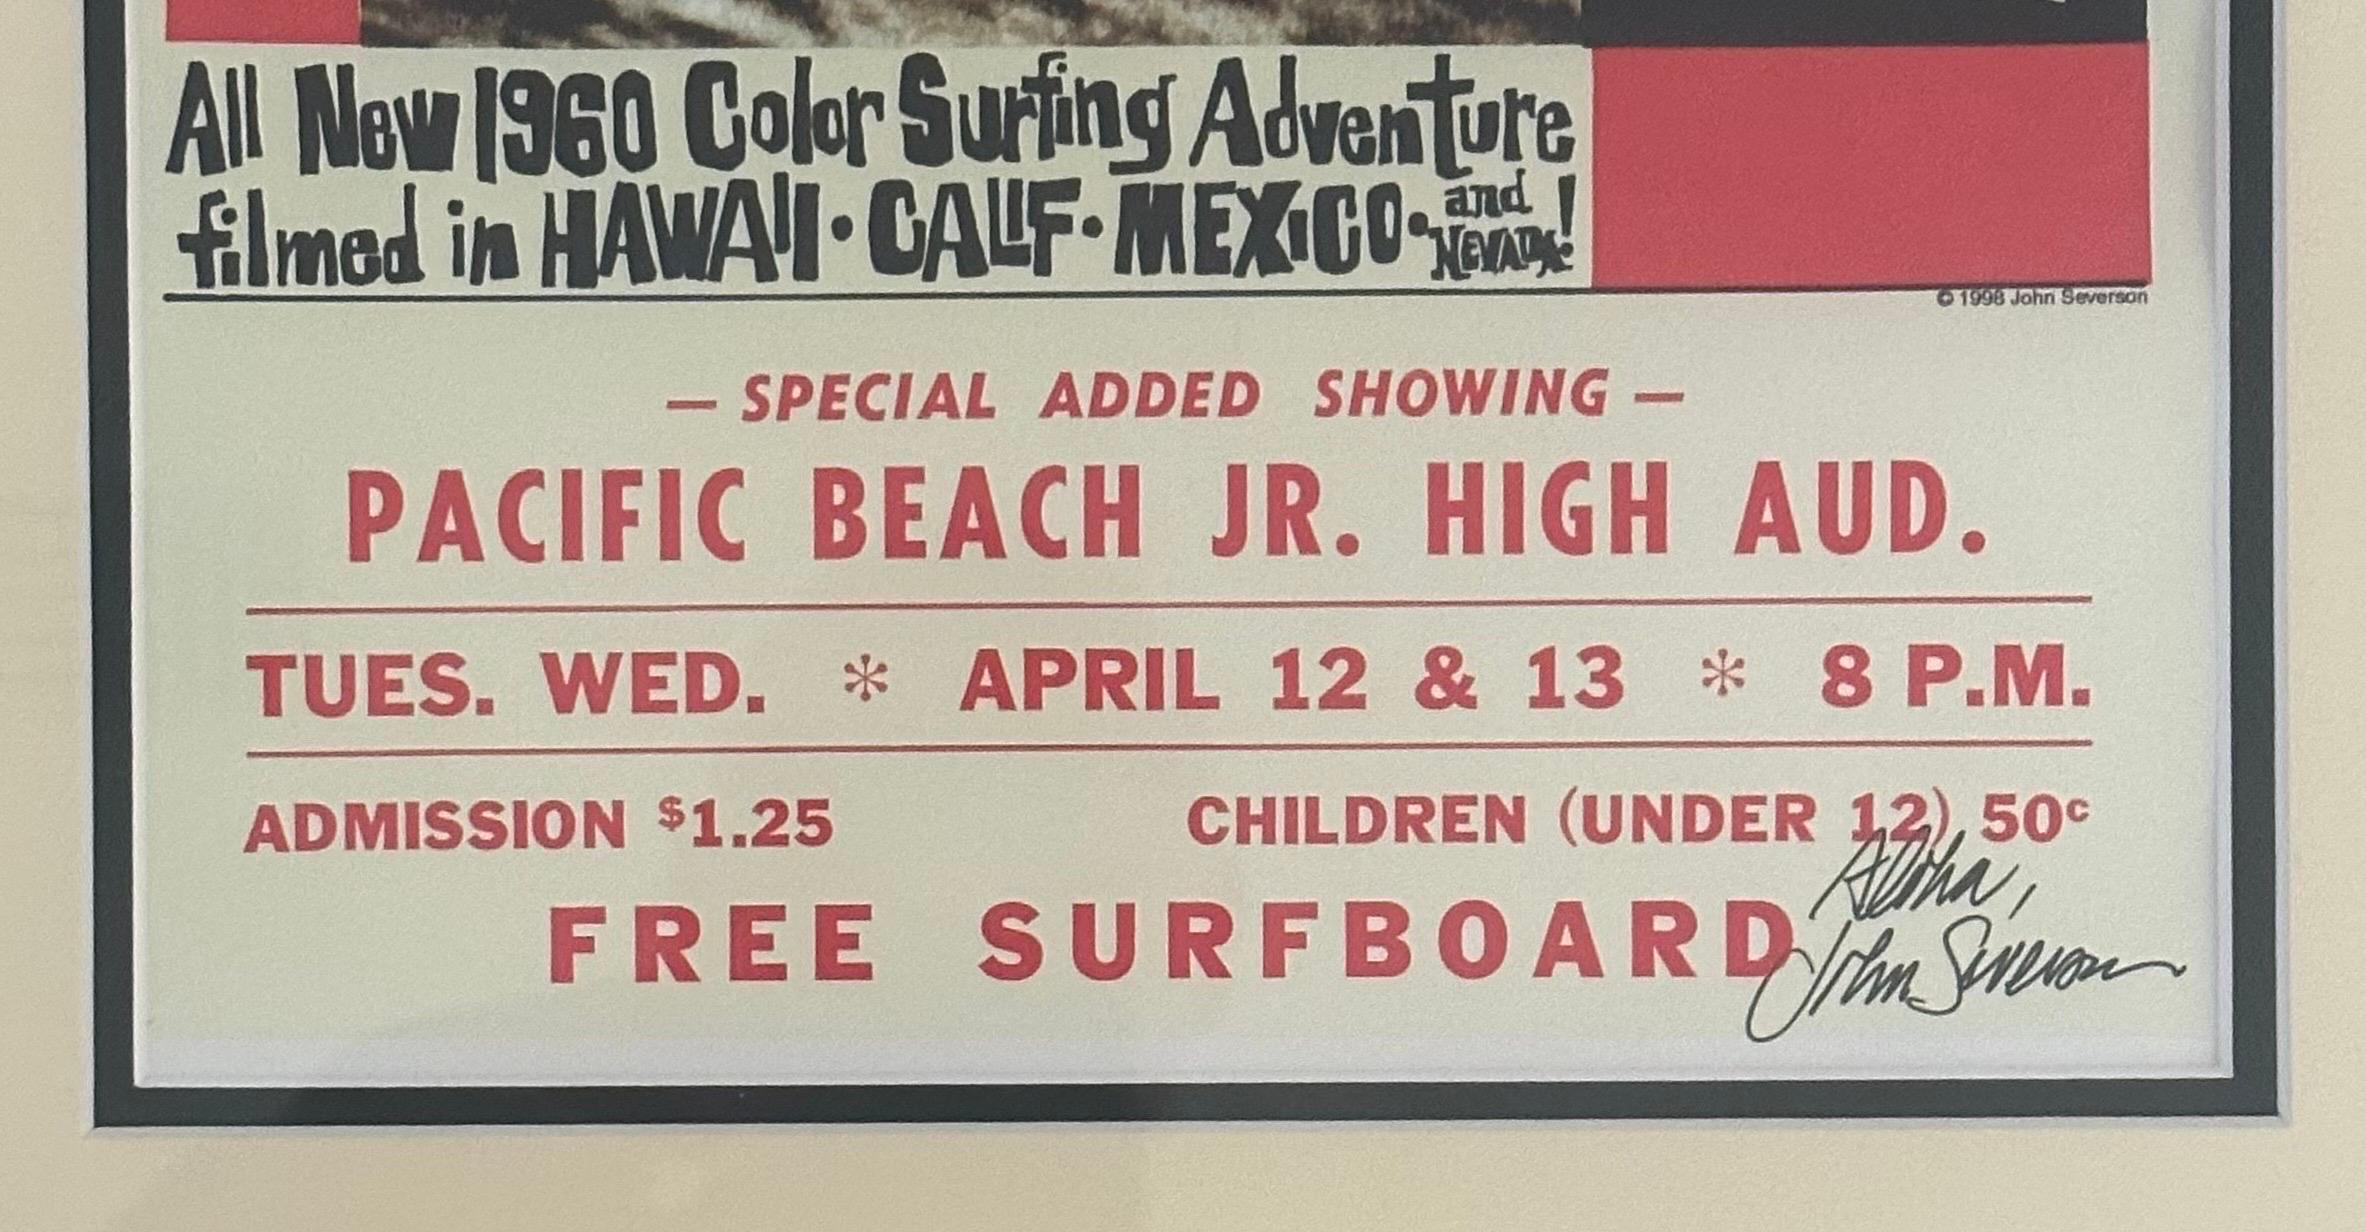 All New 1960 Color Surfing Adventure
filmed in HAWAII • CALIF • MEXICO • and NEVADA!
© 1998 John Severson
— SPECIAL ADDED SHOWING —
PACIFIC BEACH JR. HIGH AUD.
TUES. WED. * APRIL 12 & 13 * 8 P.M.
ADMISSION $1.25 CHILDREN (UNDER 12) 50c
FREE SURFBOARD
Aloha,
John Severson